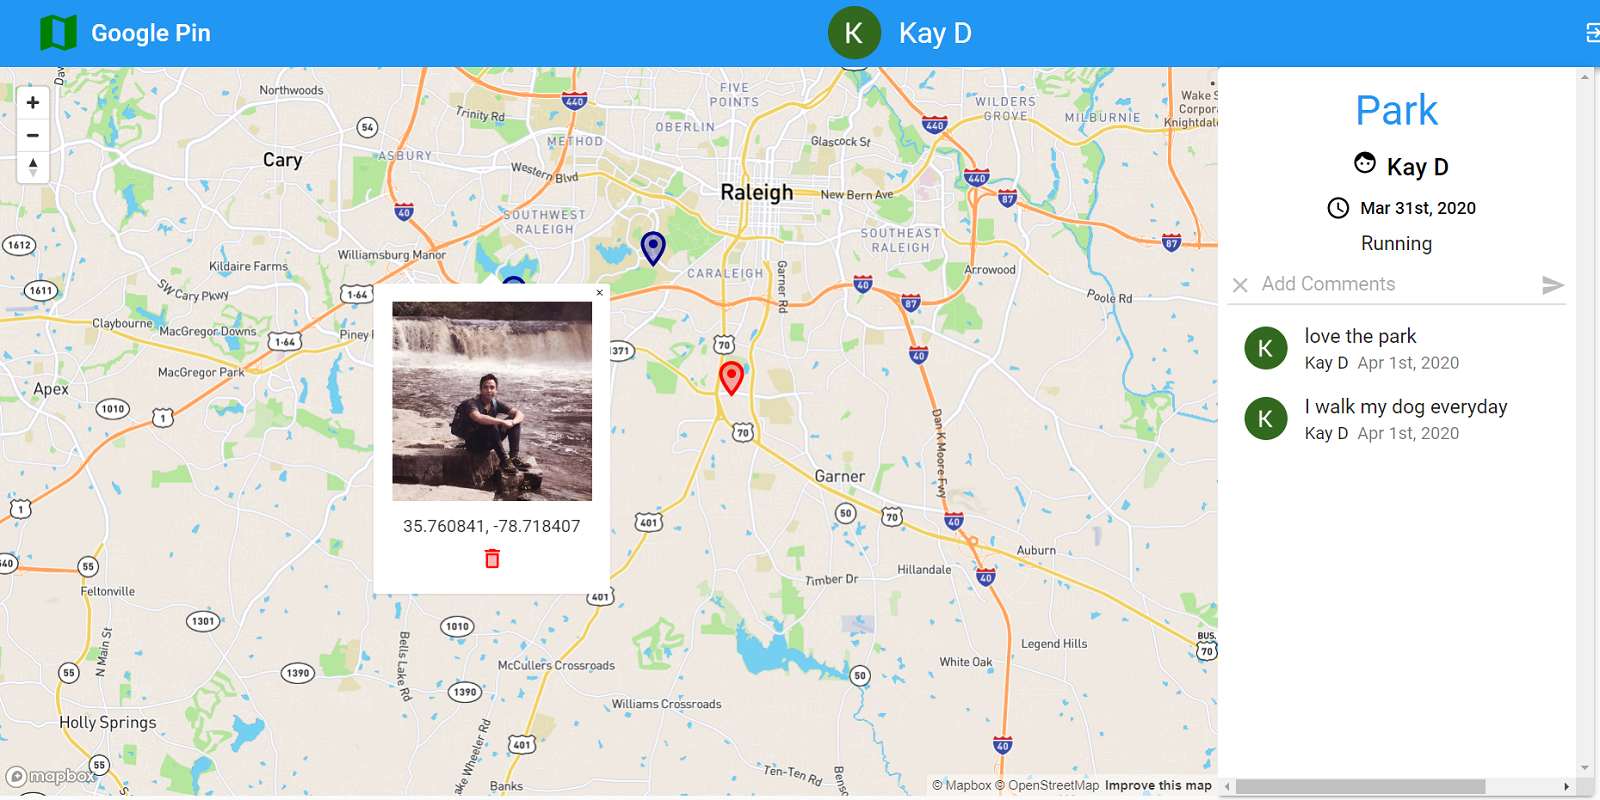 Google Pin
K
Kay D
Northwoods
Trinity Rd
54
440
FIVE
POINTS
OBERLIN
METHOD
WILDERS
GROVE
MILBURNIE
Glascock St
440
Cary
ASBURY
Western Blvd
Raleigh
New Bern Ave
440
87
40
SOUTHWEST
RALEIGH
SOUTHEAST
RALEIGH
87
1612
Kildaire Farms
Williamsburg Manor
CARALEIGH
Garner Rd
Arrowood
SW Cary Pkwy
1611
1-64
40
87
Poole Rd
Claybourne
MacGregor Downs
1-64
Piney
1371
70
40
MacGregor Park
Apex
1010
1
70
Dan K Moore Fwy
Garner
1
401
50
70
40
35.760841, -78.718407
Auburn
55
Hillandale
40
Timber Dr
Feltonville
401
1301
1010
Legend Hills
BUS.
70
N Main St
Bells Lake Rd
McCullers Crossroads
White Oak
55
1390
50
1390
Williams Crossroads
Holly Springs
401
40
55
Ten-Ten Rd
Banks
mapbox
© Mapbox © OpenStreetMap Improve this map
Park
Kay D
Mar 31st, 2020
Running
Add Comments
K
love the park
Kay D Apr 1st, 2020
K
I walk my dog everyday
Kay D Apr 1st, 2020